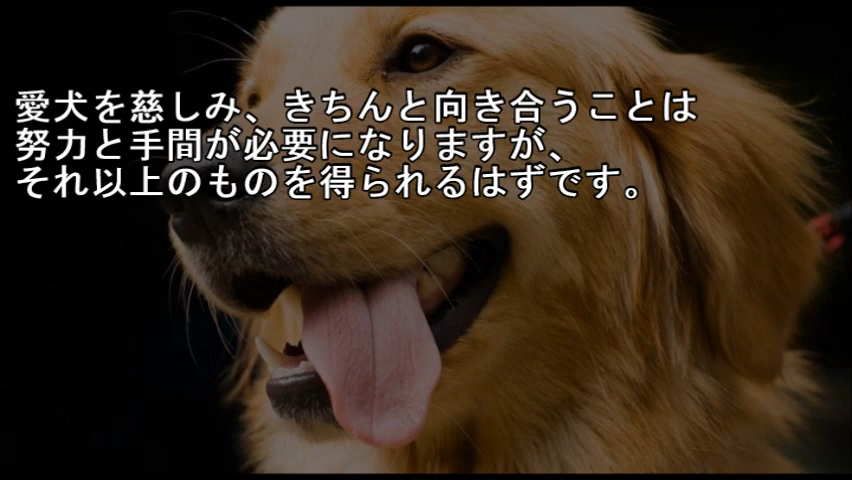 愛犬を慈しみ、きちんと向き合うことは
努力と手間が必要になりますが、
それ以上のものを得られるはずです。